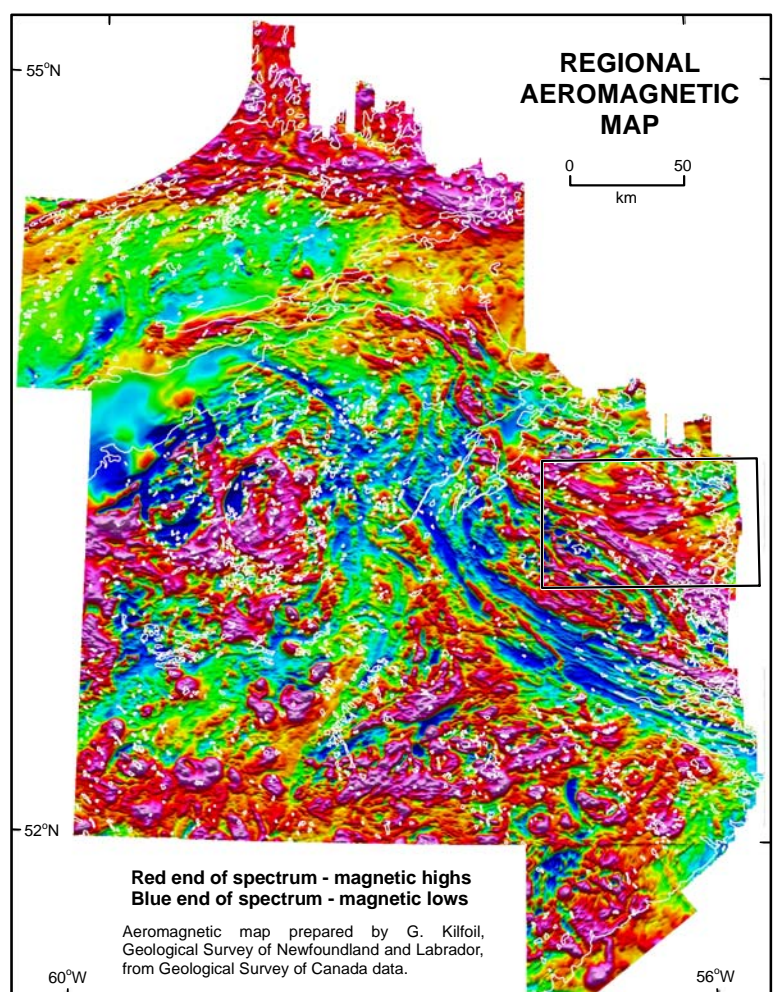 55°N
REGIONAL
AEROMAGNETIC
MAP
0 50
km
52°N
Red end of spectrum - magnetic highs
Blue end of spectrum - magnetic lows
Aeromagnetic map prepared by G. Kilfoil,
Geological Survey of Newfoundland and Labrador,
from Geological Survey of Canada data.
60°W 56°W